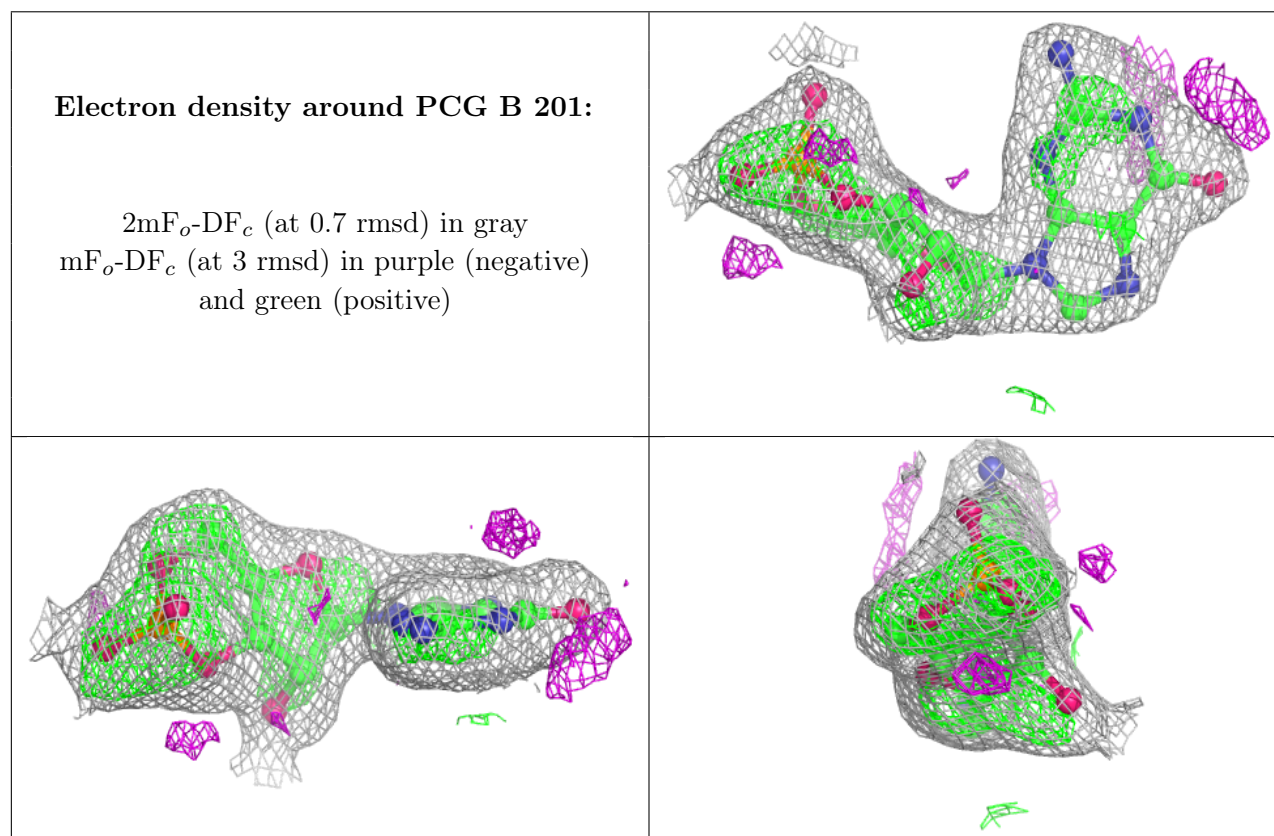 Electron density around PCG B 201:
2mFo-DFc (at 0.7 rmsd) in gray
mFo-DFc (at 3 rmsd) in purple (negative)
and green (positive)